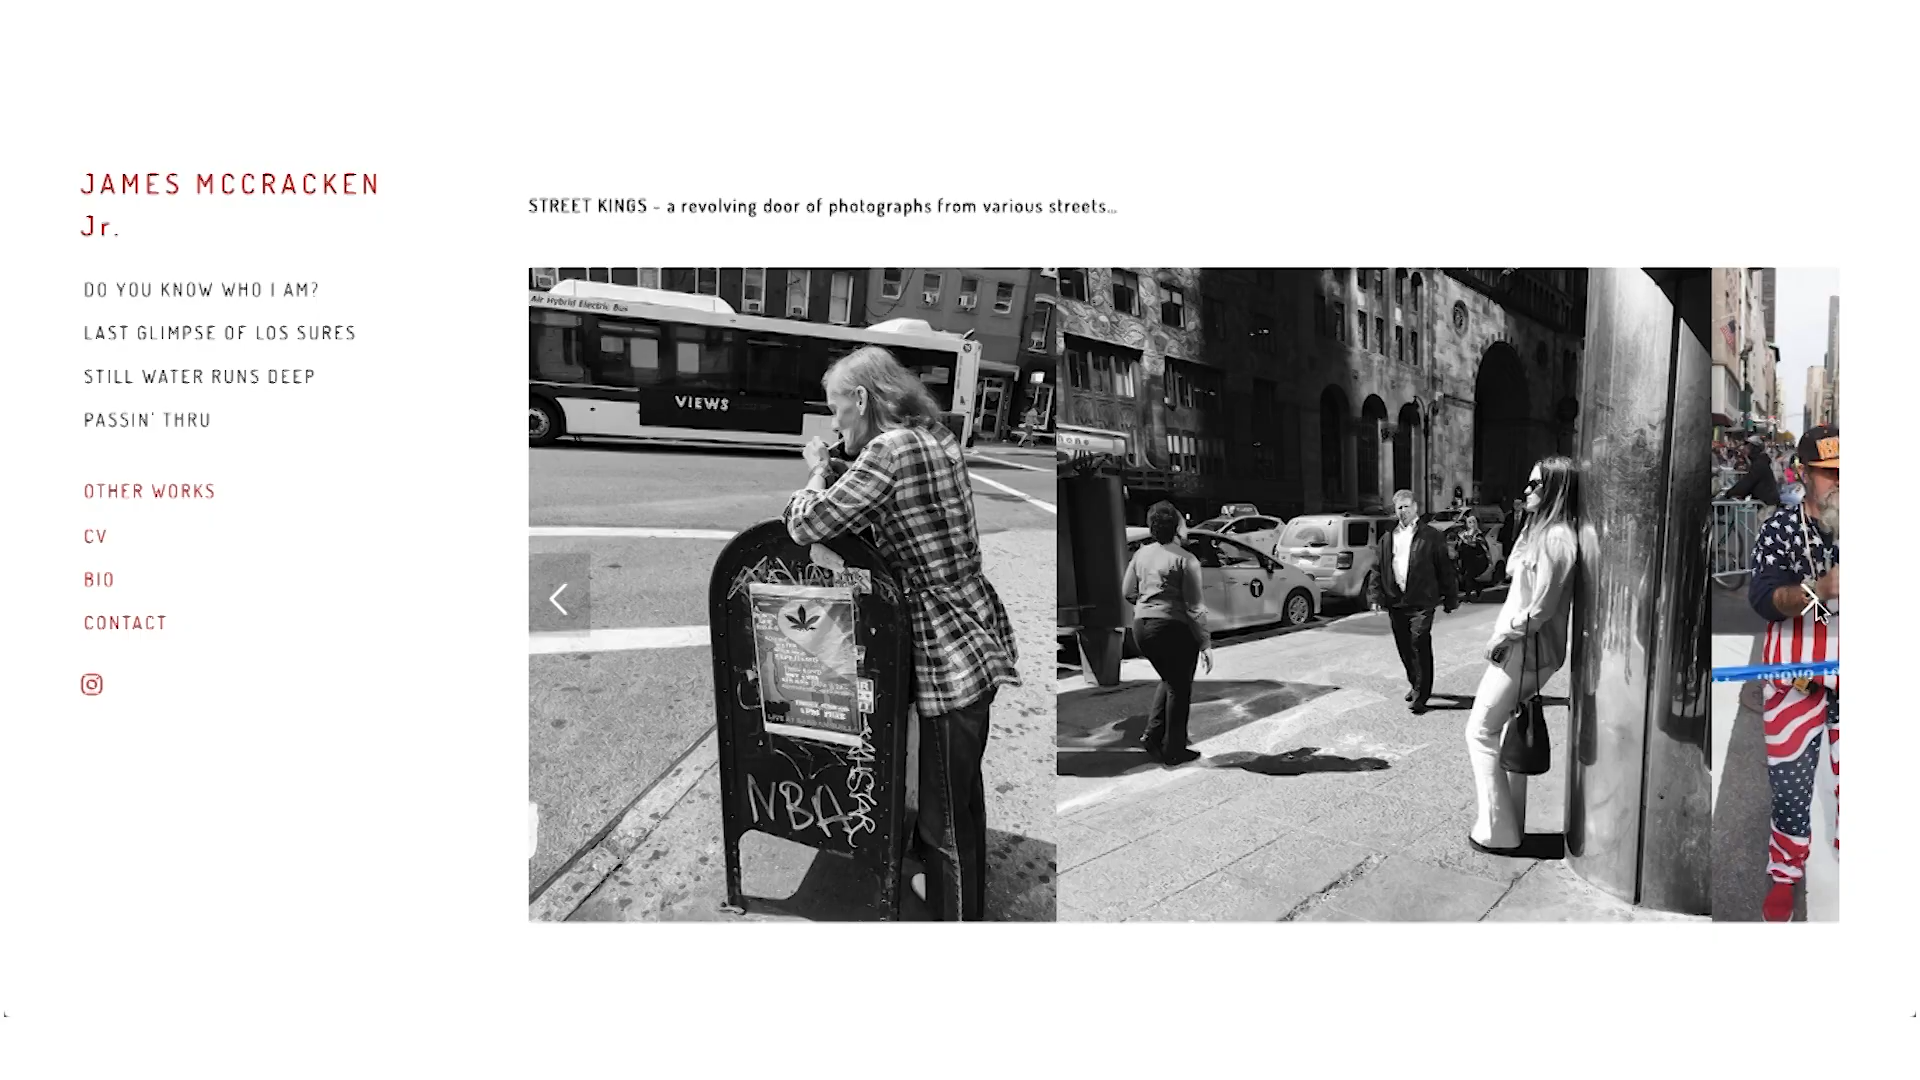 JAMES MCCRACKEN
Jr.
DO YOU KNOW WHO I AM?
LAST GLIMPSE OF LOS SURES
STILL WATER RUNS DEEP
PASSIN' THRU
OTHER WORKS
CV
BIO
CONTACT
STREET KINGS – a revolving door of photographs from various streets...
Air Hybrid Electric Bus
VIEWS
NBA
hone
T